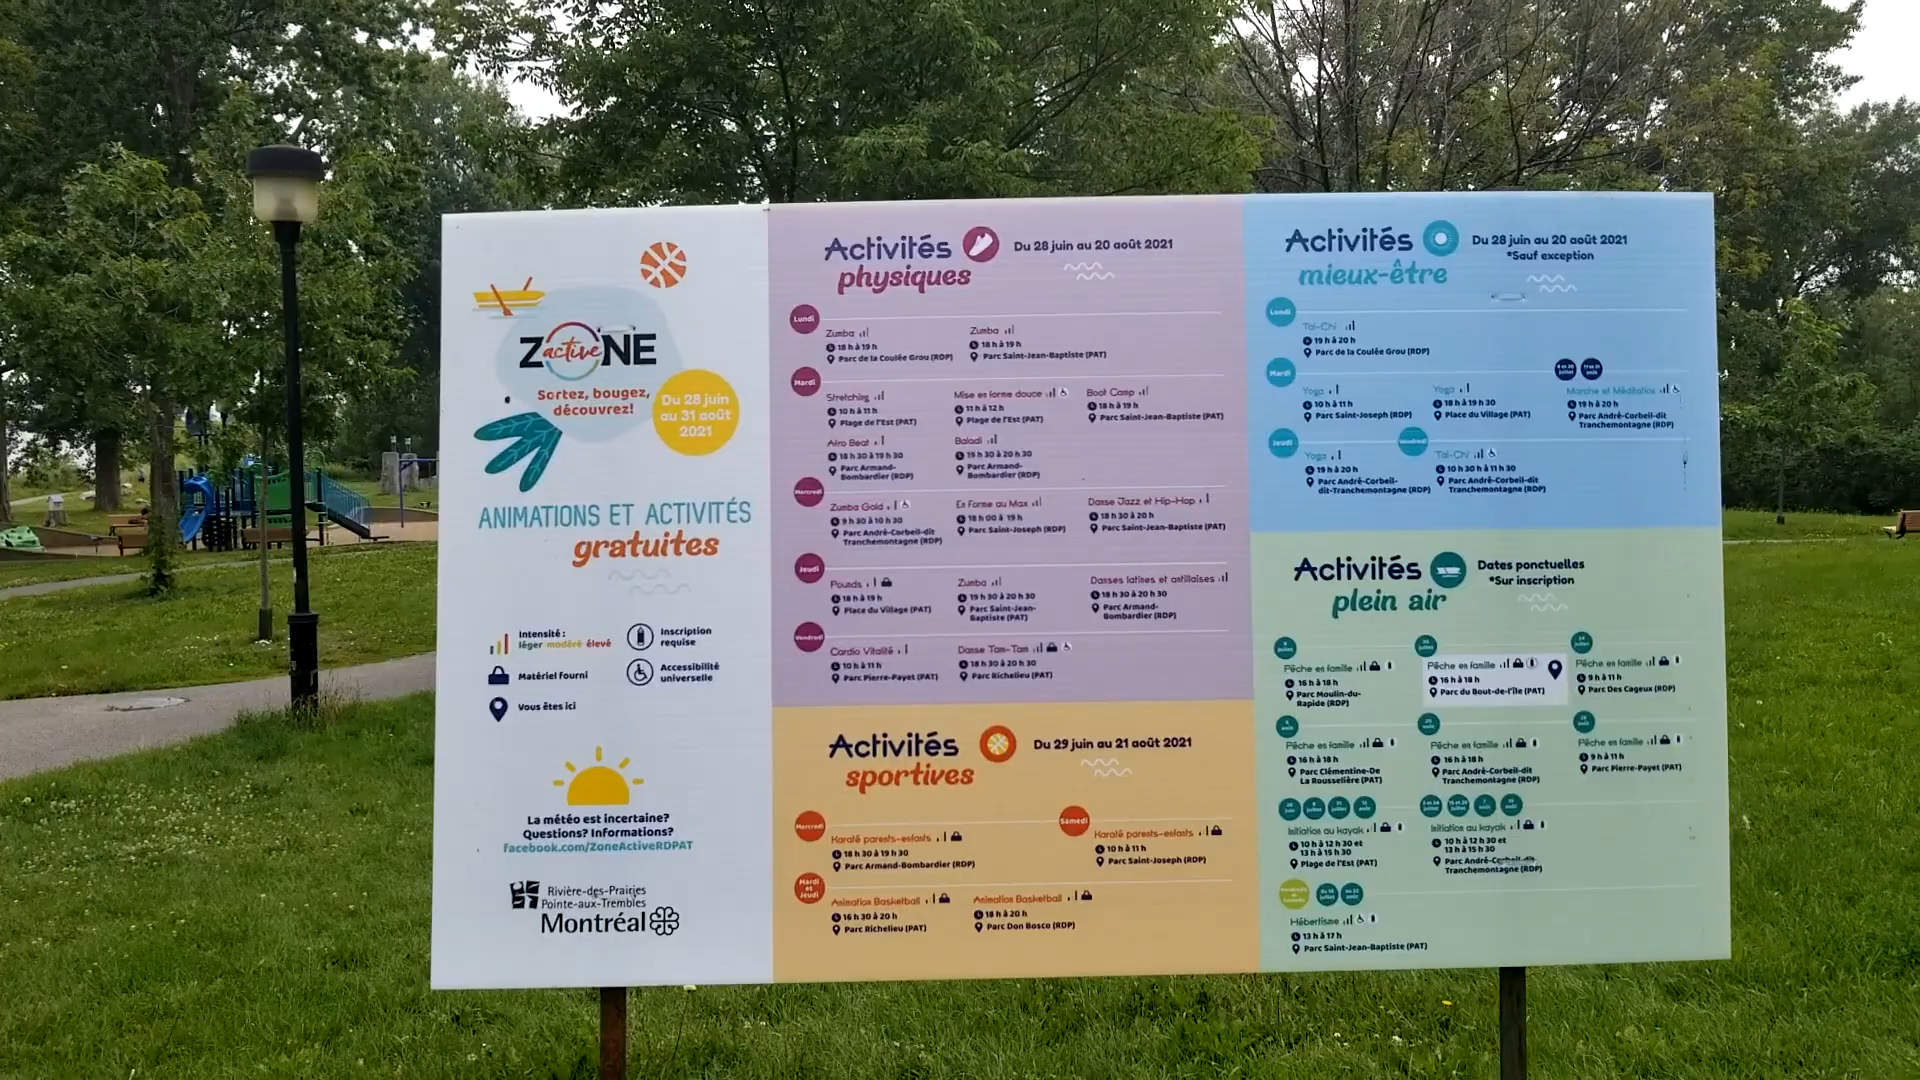 ZONE
active
Sortez, bougez,
découvrez!
Du 28 juin
au 31 août
2021
ANIMATIONS ET ACTIVITÉS
gratuites
Intensité :
léger modéré élevé
Inscription
requise
Matériel fourni
Accessibilité
universelle
Vous êtes ici
La météo est incertaine?
Questions? Informations?
facebook.com/ZoneActiveRDPPAT
Rivière-des-Prairies
Pointe-aux-Trembles
Montréal
Activités
physiques
Du 28 juin au 20 août 2021
Lundi
Zumba
18 h à 19 h
Parc de la Coulée Grou (RDP)
Zumba
18 h à 19 h
Parc Saint-Jean-Baptiste (PAT)
Mardi
Stretching
10 h à 11 h
Plage de l'Est (PAT)
Mise en forme douce
11 h à 12 h
Plage de l'Est (PAT)
Boot Camp
18 h à 19 h
Parc Saint-Jean-Baptiste (PAT)
Afro Beat
18 h 30 à 19 h 30
Parc Armand-
Bombardier (RDP)
Baladi
19 h 30 à 20 h 30
Parc Armand-
Bombardier (RDP)
Mercredi
Zumba Gold
9 h 30 à 10 h 30
Parc André-Corbeil-dit
Tranchemontagne (RDP)
En Forme au Max
18 h 00 à 19 h
Parc Saint-Joseph (RDP)
Danse Jazz et Hip-Hop
18 h 30 à 20 h
Parc Saint-Jean-Baptiste (PAT)
Jeudi
Pounds
18 h à 19 h
Place du Village (PAT)
Zumba
19 h 30 à 20 h 30
Parc Saint-Jean-
Baptiste (PAT)
Danses latines et antillaises
18 h 30 à 20 h 30
Parc Armand-
Bombardier (RDP)
Vendredi
Cardio Vitalité
10 h à 11 h
Parc Pierre-Payet (PAT)
Danse Tam-Tam
18 h 30 à 20 h 30
Parc Richelieu (PAT)
Activités
sportives
Du 29 juin au 21 août 2021
Mercredi
Karaté parents-enfants
18 h 30 à 19 h 30
Parc Armand-Bombardier (RDP)
Samedi
Karaté parents-enfants
10 h à 11 h
Parc Saint-Joseph (RDP)
Mardi
et
Jeudi
Animation Basketball
16 h 30 à 20 h
Parc Richelieu (PAT)
Animation Basketball
18 h à 20 h
Parc Don Bosco (RDP)
Activités
mieux-être
Du 28 juin au 20 août 2021
*Sauf exception
Lundi
Taï-Chi
19 h à 20 h
Parc de la Coulée Grou (RDP)
Mardi
Yoga
10 h à 11 h
Parc Saint-Joseph (RDP)
Yoga
18 h à 19 h 30
Place du Village (PAT)
Marche et Méditation
19 h à 20 h
Parc André-Corbeil-dit
Tranchemontagne (RDP)
Jeudi
Yoga
19 h à 20 h
Parc André-Corbeil-
dit-Tranchemontagne (RDP)
Vendredi
Taï-Chi
10 h 30 h à 11 h 30
Parc André-Corbeil-dit
Tranchemontagne (RDP)
Activités
plein air
Dates ponctuelles
*Sur inscription
Pêche en famille
16 h à 18 h
Parc Moulin-du-
Rapide (RDP)
Pêche en famille
16 h à 18 h
Parc du Bout-de-l'Île (PAT)
Pêche en famille
9 h à 11 h
Parc Des Cageux (RDP)
Pêche en famille
16 h à 18 h
Parc Clémentine-De
La Rousselière (PAT)
Pêche en famille
16 h à 18 h
Parc André-Corbeil-dit
Tranchemontagne (RDP)
Pêche en famille
9 h à 11 h
Parc Pierre-Payet (PAT)
Initiation au kayak
10 h à 12 h 30 et
13 h à 15 h 30
Plage de l'Est (PAT)
Initiation au kayak
10 h à 12 h 30 et
13 h à 15 h 30
Parc André-Corbeil-dit
Tranchemontagne (RDP)
Hébertisme
13 h à 17 h
Parc Saint-Jean-Baptiste (PAT)